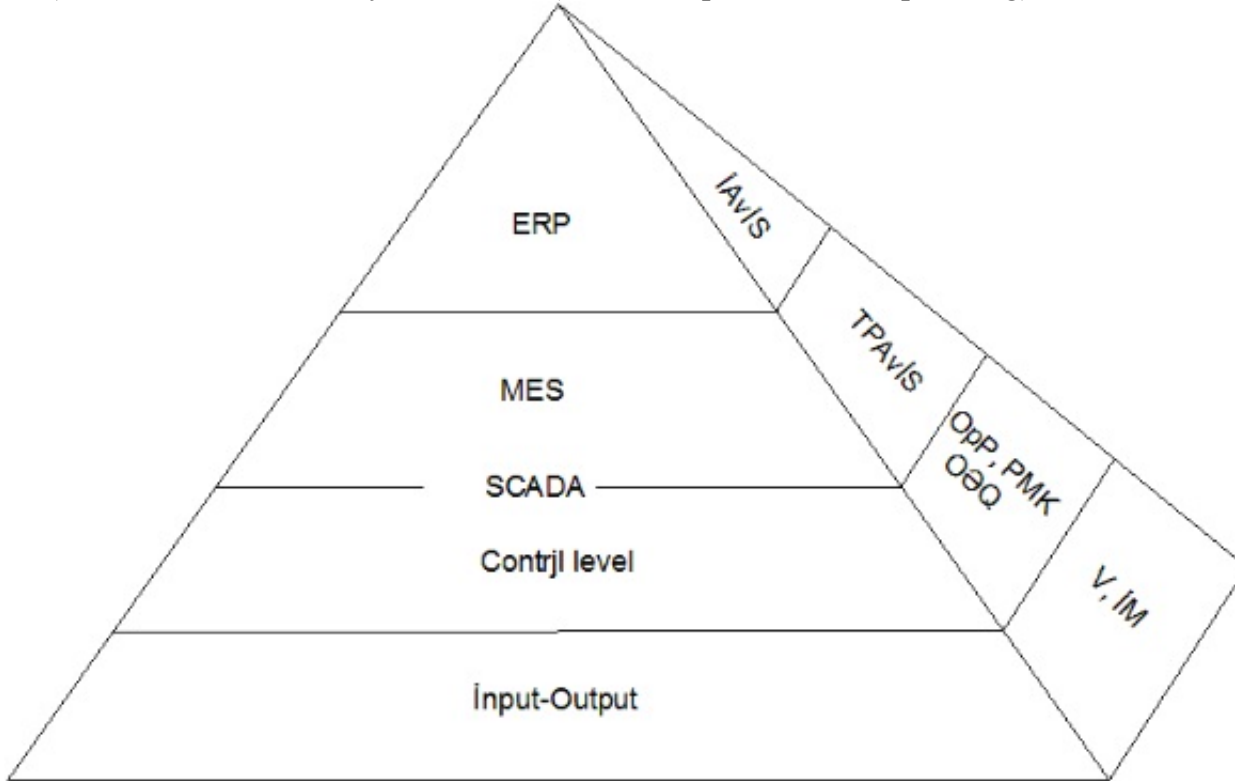 ERP
İAvİS
MES
TPAvİS
SCADA
OpP, PMK
OƏQ
Contrjl level
V, İM
İnput-Output